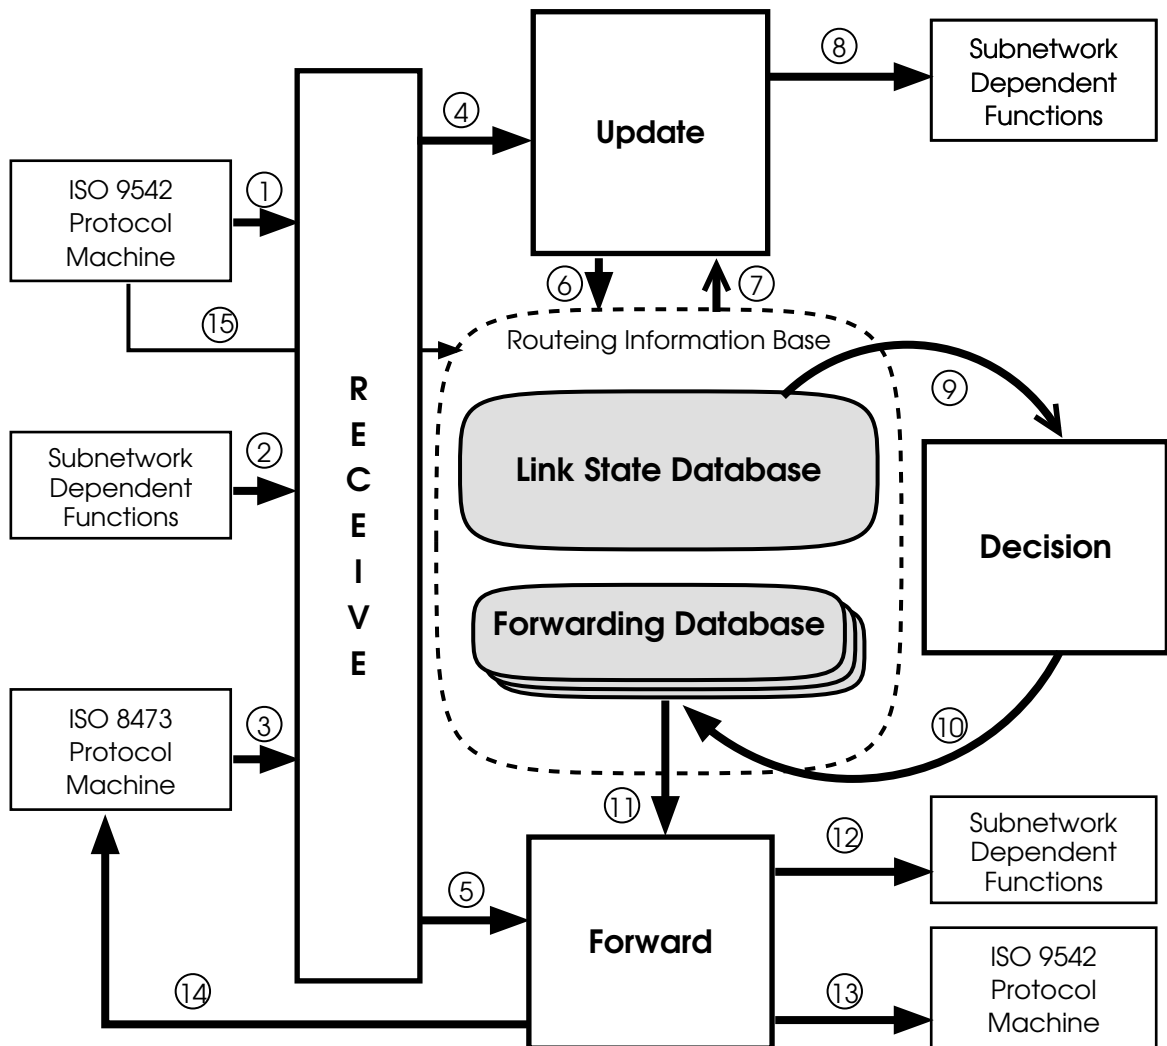 8
Subnetwork
Dependent
Functions
4
Update
ISO 9542
Protocol
Machine
1
6
7
15
Routeing Information Base
R
E
C
E
I
V
E
9
Subnetwork
Dependent
Functions
2
Link State Database
Decision
Forwarding Database
ISO 8473
Protocol
Machine
3
10
11
12
Subnetwork
Dependent
Functions
5
Forward
14
13
ISO 9542
Protocol
Machine